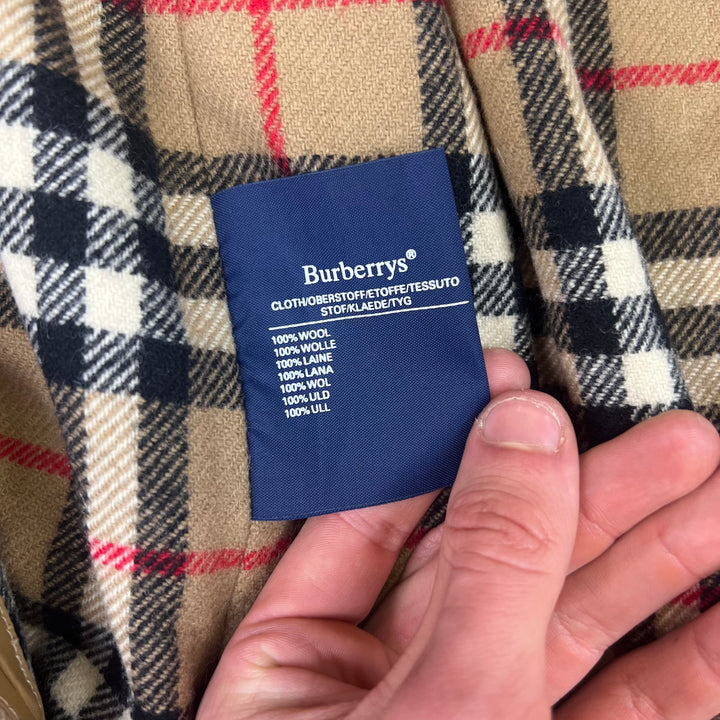 Burberrys®
CLOTH/OBERSTOFF/ETOFFE/TESSUTO
STOF/KLAEDE/TYG
100% WOOL
100% WOLLE
100% LAINE
100% LANA
100% WOL
100% ULD
100% ULL